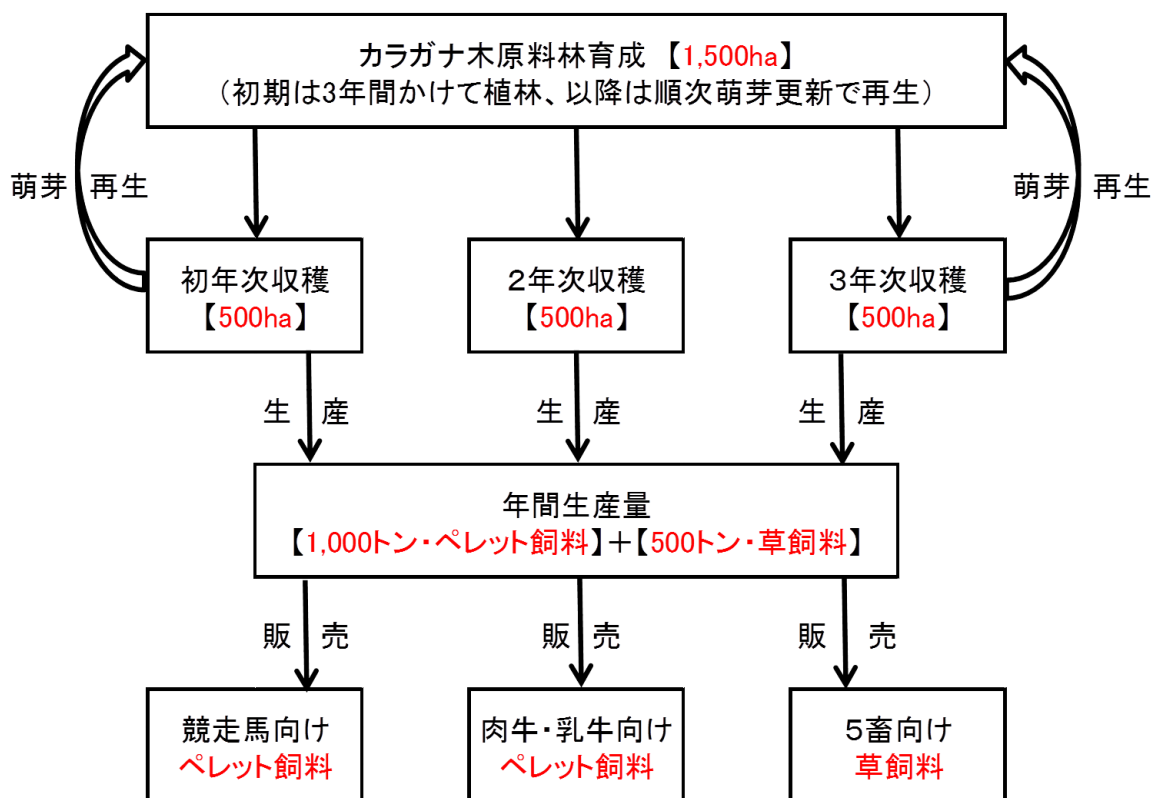 カラガナ木原料林育成 【1,500ha】
（初期は3年間かけて植林、以降は順次萌芽更新で再生）
萌芽 再生
萌芽 再生
初年次収穫
【500ha】
２年次収穫
【500ha】
３年次収穫
【500ha】
生 産
生 産
生 産
年間生産量
【1,000トン・ペレット飼料】＋【500トン・草飼料】
販 売
販 売
販 売
競走馬向け
ペレット飼料
肉牛・乳牛向け
ペレット飼料
５畜向け
草飼料